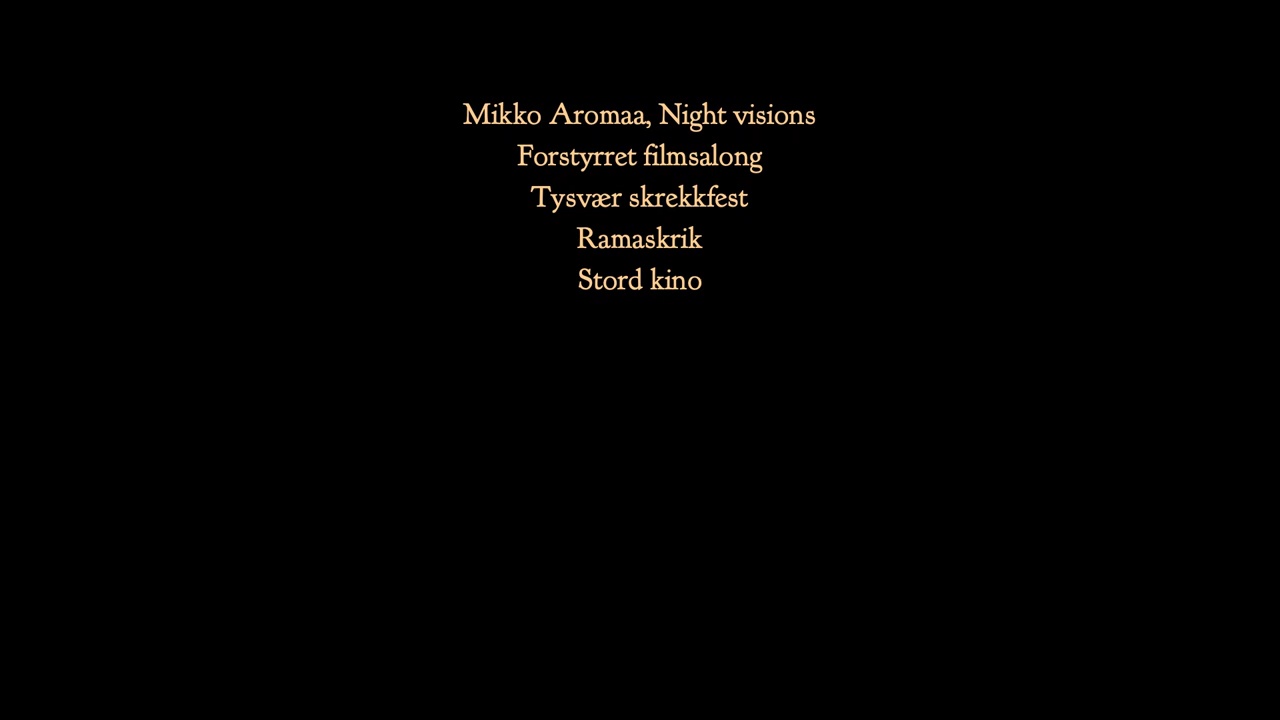 Mikko Aromaa, Night visions
Forstyrret filmsalong
Tysvær skrekkfest
Ramaskrik
Stord kino